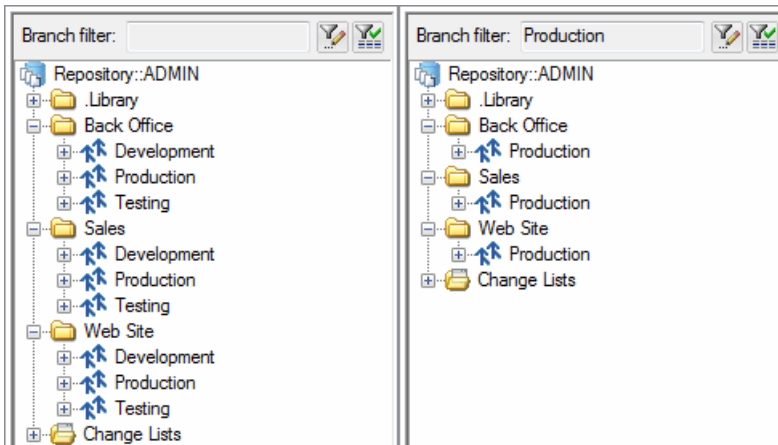 Branch filter:
Repository::ADMIN
.Library
Back Office
Development
Production
Testing
Sales
Development
Production
Testing
Web Site
Development
Production
Testing
Change Lists
Branch filter: Production
Repository::ADMIN
.Library
Back Office
Production
Sales
Production
Web Site
Production
Change Lists